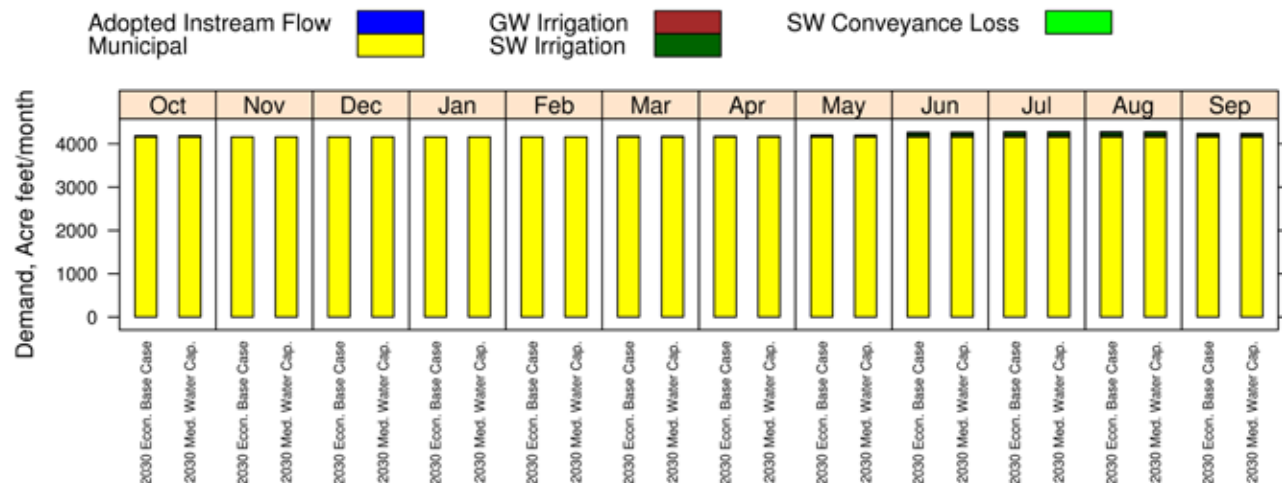 Adopted Instream Flow GW Irrigation SW Conveyance Loss
Municipal SW Irrigation
Oct Nov Dec Jan Feb Mar Apr May Jun Jul Aug Sep
Demand, Acre feet/month
4000
3000
2000
1000
0
2030 Econ. Base Case
2030 Med. Water Cap.
2030 Econ. Base Case
2030 Med. Water Cap.
2030 Econ. Base Case
2030 Med. Water Cap.
2030 Econ. Base Case
2030 Med. Water Cap.
2030 Econ. Base Case
2030 Med. Water Cap.
2030 Econ. Base Case
2030 Med. Water Cap.
2030 Econ. Base Case
2030 Med. Water Cap.
2030 Econ. Base Case
2030 Med. Water Cap.
2030 Econ. Base Case
2030 Med. Water Cap.
2030 Econ. Base Case
2030 Med. Water Cap.
2030 Econ. Base Case
2030 Med. Water Cap.
2030 Econ. Base Case
2030 Med. Water Cap.